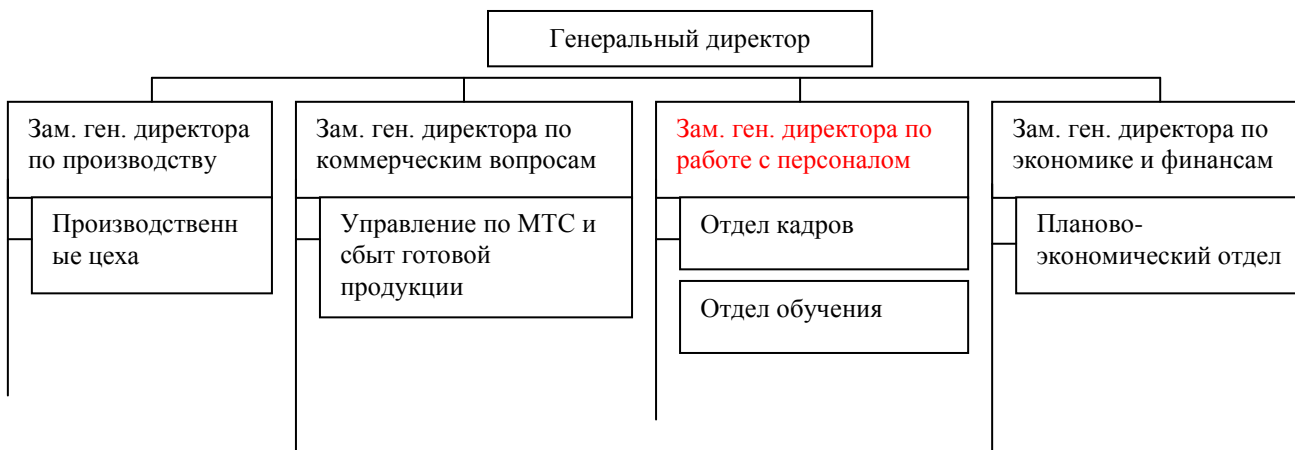 Генеральный директор
Зам. ген. директора
по производству
Зам. ген. директора по
коммерческим вопросам
Зам. ген. директора по
работе с персоналом
Зам. ген. директора по
экономике и финансам
Производственн
ые цеха
Управление по МТС и
сбыт готовой
продукции
Отдел кадров
Планово-
экономический отдел
Отдел обучения